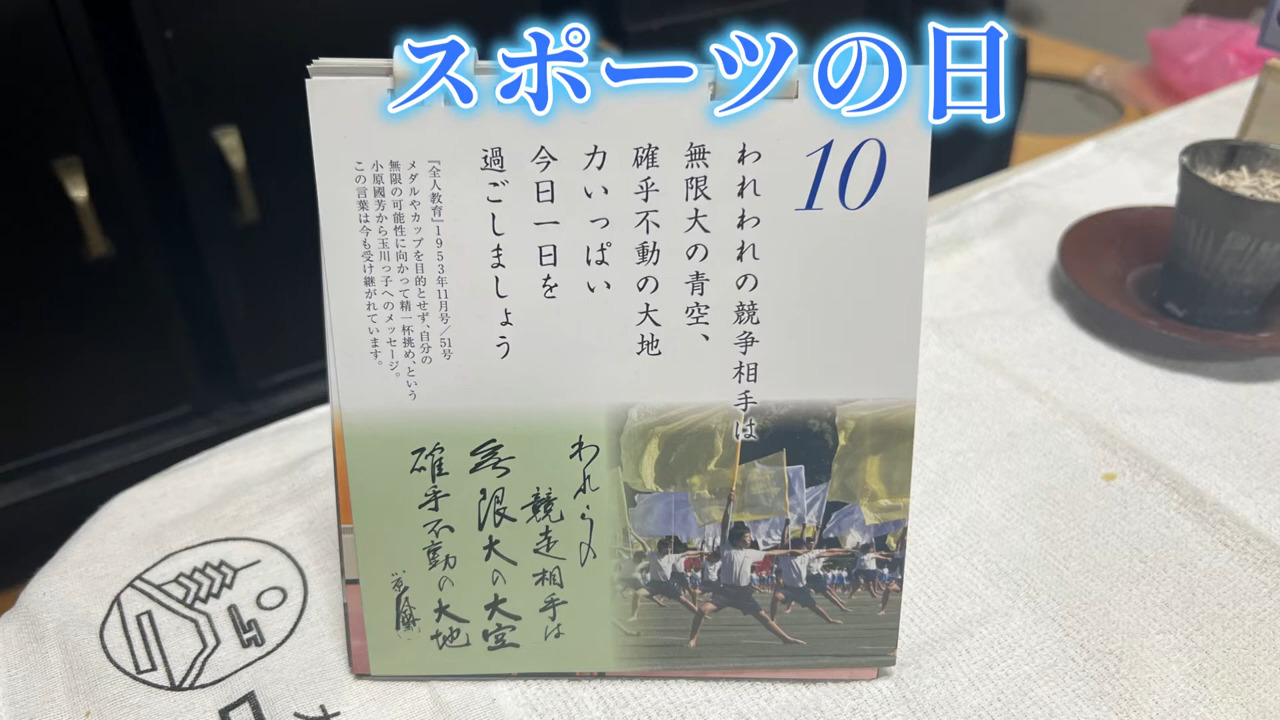 スポーツの日
10
われわれの競争相手は
無限大の青空、
確乎不動の大地
力いっぱい
今日一日を
過ごしましょう
『全人教育』1953年11月号／51号
メダルやカップを目的とせず、自分の
無限の可能性に向かって精一杯挑め、という
小原國芳から玉川っ子へのメッセージ。
この言葉は今も受け継がれています。
われらの
競走相手は
無限大の大空
確乎不動の大地